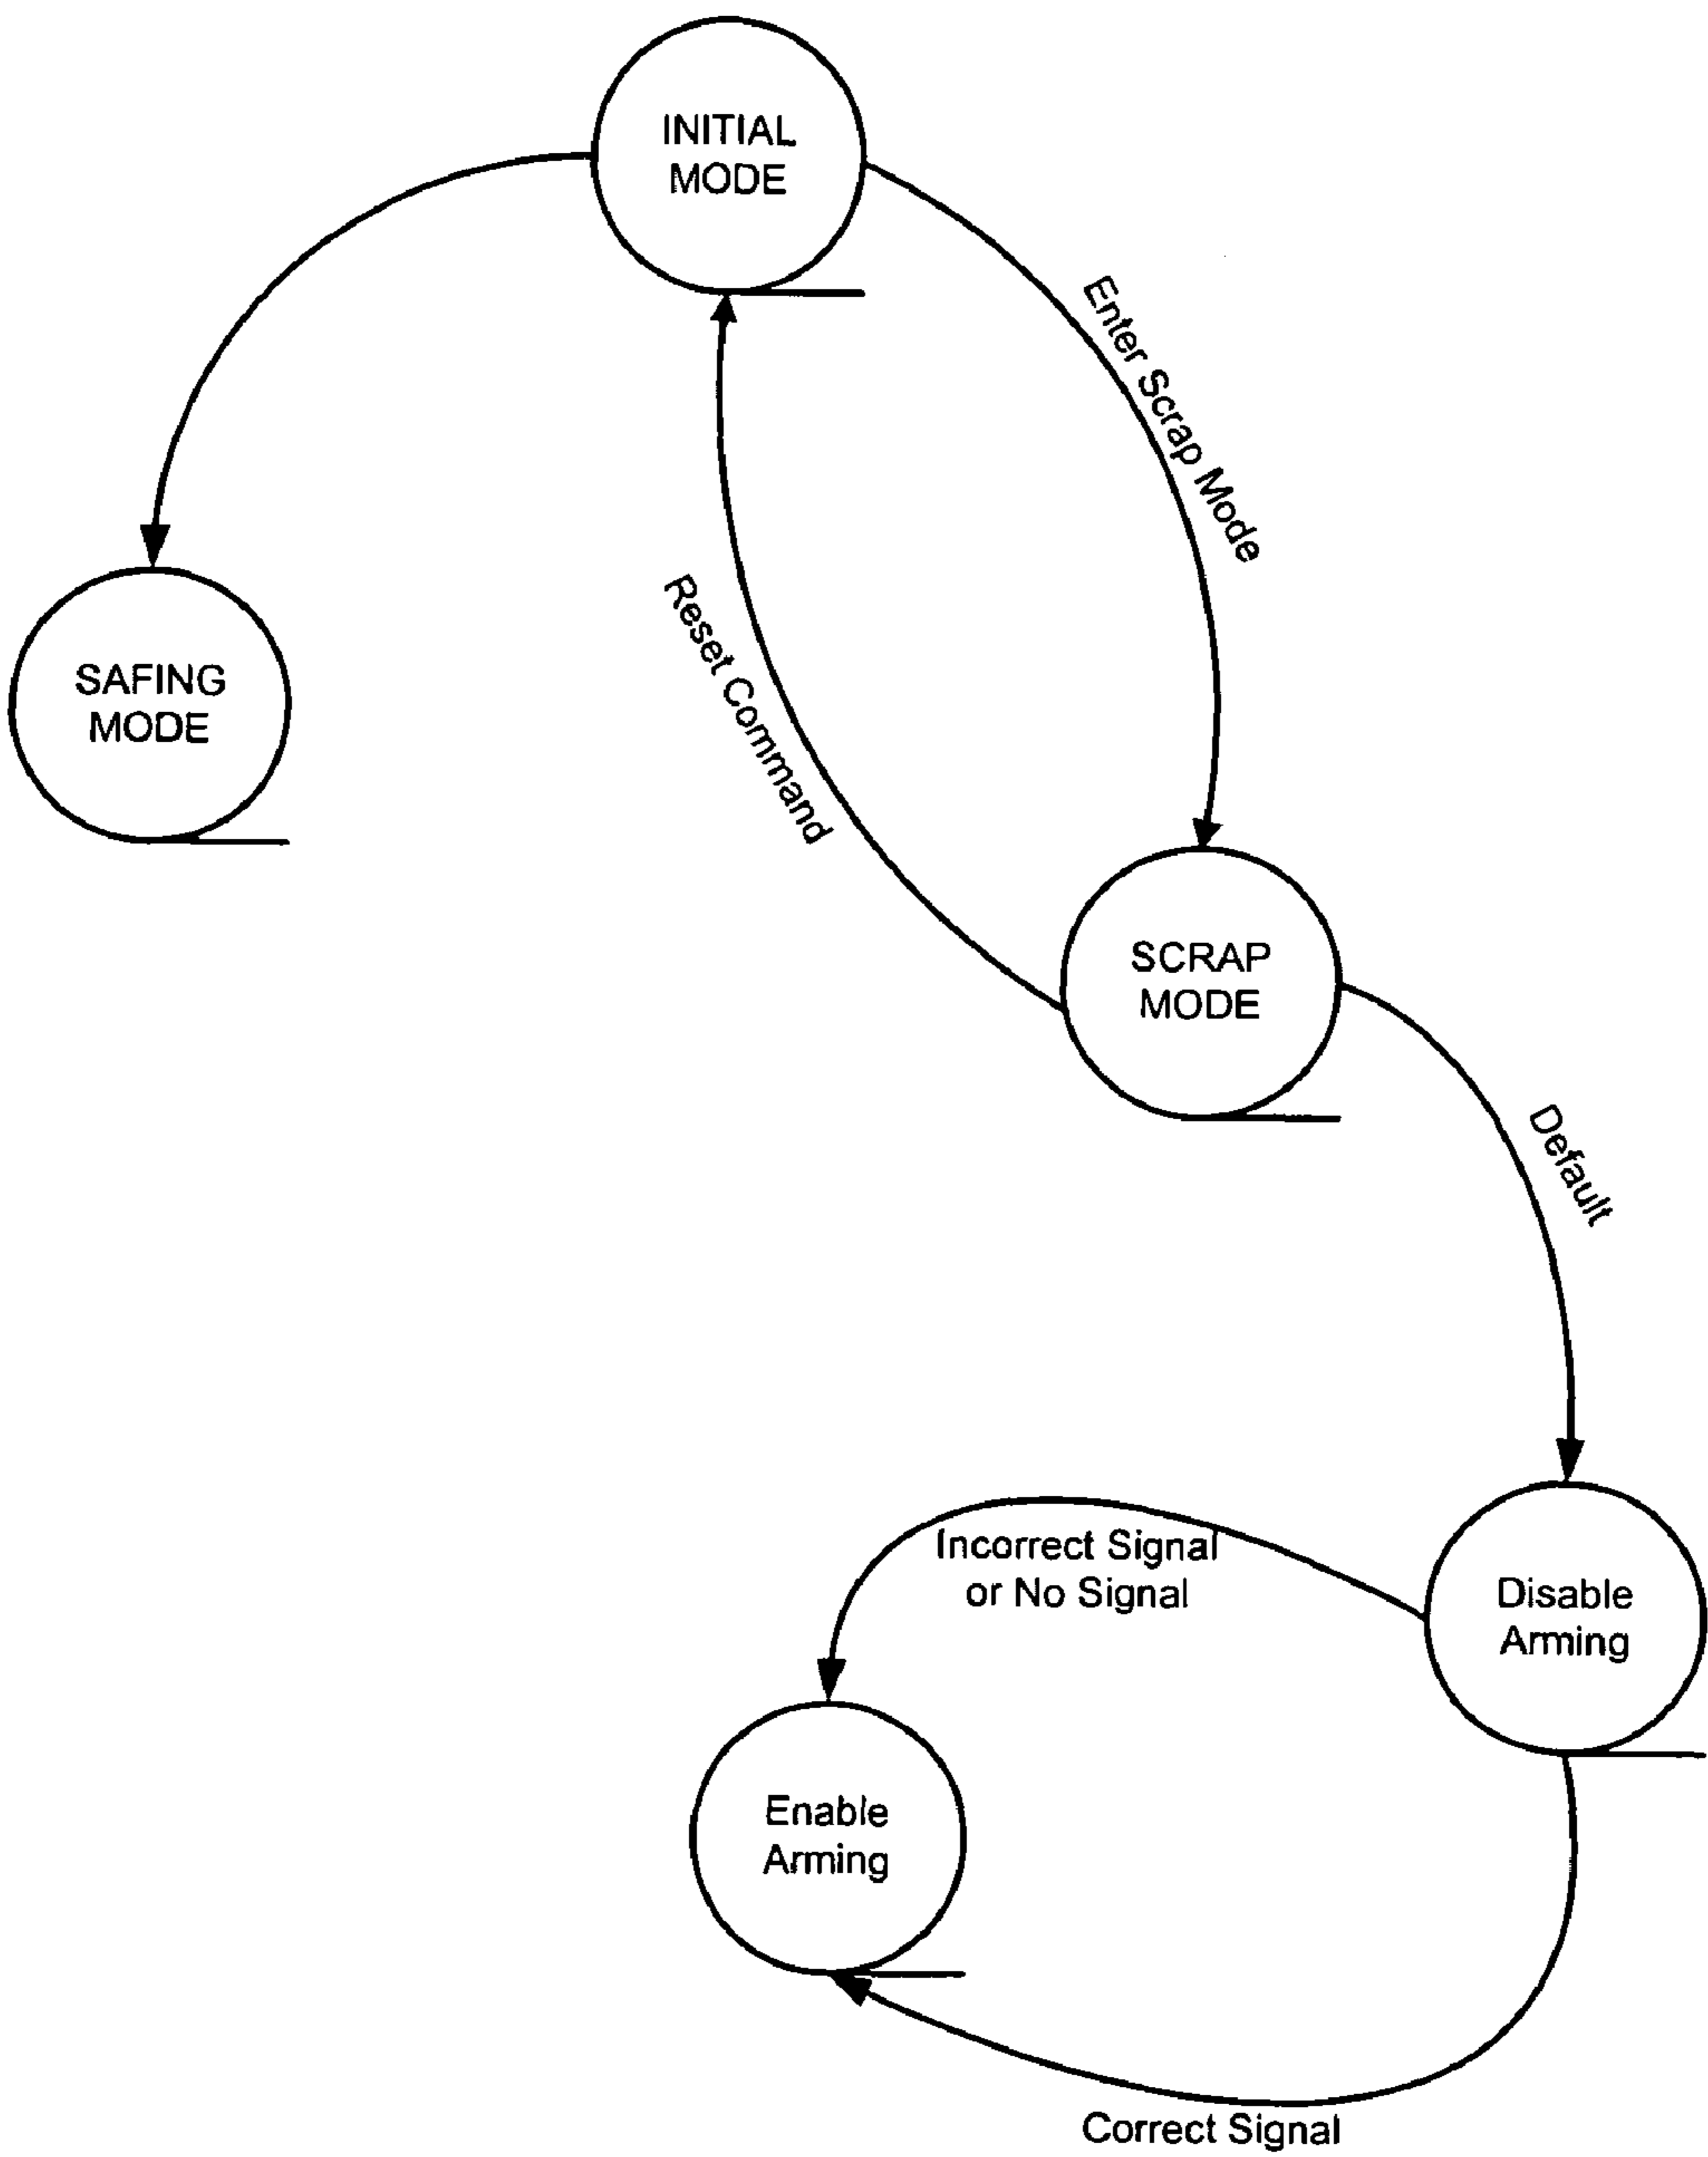 INITIAL
MODE
Enter Scrap Mode
Reset Command
SAFING
MODE
SCRAP
MODE
Default
Incorrect Signal
or No Signal
Disable
Arming
Enable
Arming
Correct Signal